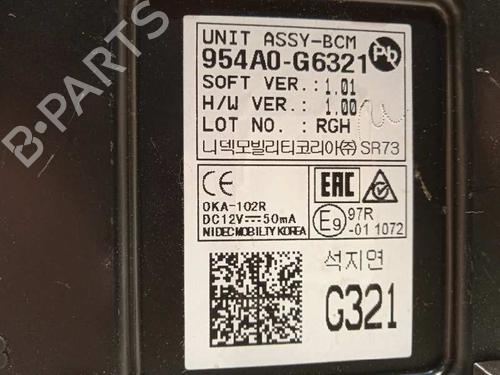 UNIT ASSY-BCM
954A0-G6321
Pb
SOFT VER. : 1.01
H/W VER. : 1.00
LOT NO. : RGH
니덱모빌리티코리아㈜ SR73
CE
EAC
OKA-102R
DC12V⎓50mA
NIDEC MOBILITY KOREA
E9 97R
-01 1072
석지연
G321
B-PARTS